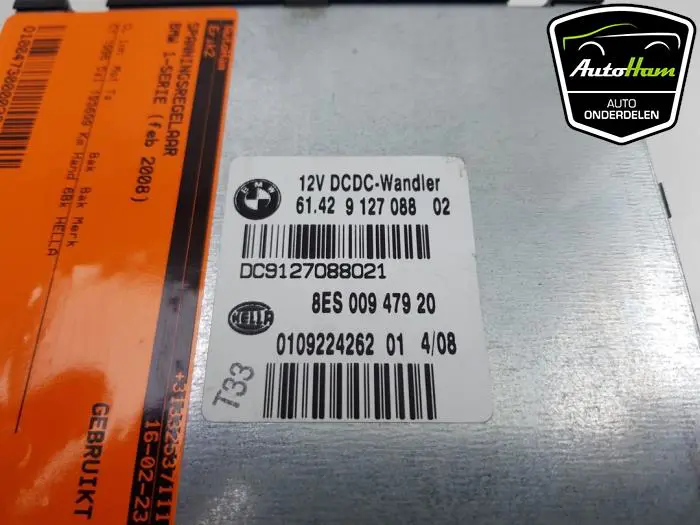 AutoHam
AUTO
ONDERDELEN
SPANNINGSREGELAAR
BMW 1-SERIE (feb 2008)
GEBRUIKT
16-02-23
BMW
12V DCDC-Wandler
61.42 9 127 088 02
DC9127088021
HELLA
8ES 009 479 20
0109224262 01 4/08
T33